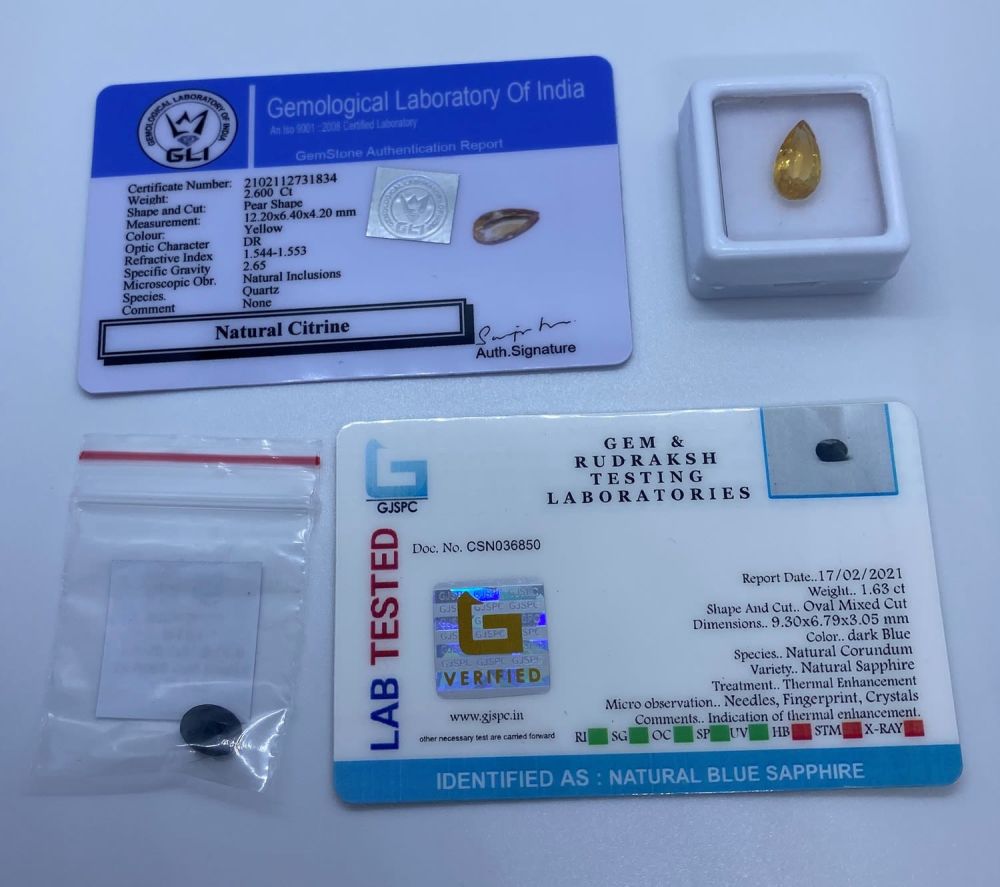 GEMOLOGICAL LABORATORY OF INDIA
GLI
Gemological Laboratory Of India
An Iso 9001 : 2008 Certified Laboratory
GemStone Authentication Report
Certificate Number: 2102112731834
Weight: 2.600 Ct
Shape and Cut: Pear Shape
Measurement: 12.20x6.40x4.20 mm
Colour: Yellow
Optic Character DR
Refractive Index 1.544-1.553
Specific Gravity 2.65
Microscopic Obr. Natural Inclusions
Species. Quartz
Comment None
Natural Citrine
GLI
Auth.Signature
GJSPC
LAB TESTED
GEM &
RUDRAKSH
TESTING
LABORATORIES
Doc. No. CSN036850
GJSPC GJSPC
VERIFIED
www.gjspc.in
other necessary test are carried forward
Report Date..17/02/2021
Weight.. 1.63 ct
Shape And Cut.. Oval Mixed Cut
Dimensions.. 9.30x6.79x3.05 mm
Color.. dark Blue
Species.. Natural Corundum
Variety.. Natural Sapphire
Treatment.. Thermal Enhancement
Micro observation.. Needles, Fingerprint, Crystals
Comments.. Indication of thermal enhancement.
RI SG OC SP UV HB STM X-RAY
IDENTIFIED AS : NATURAL BLUE SAPPHIRE